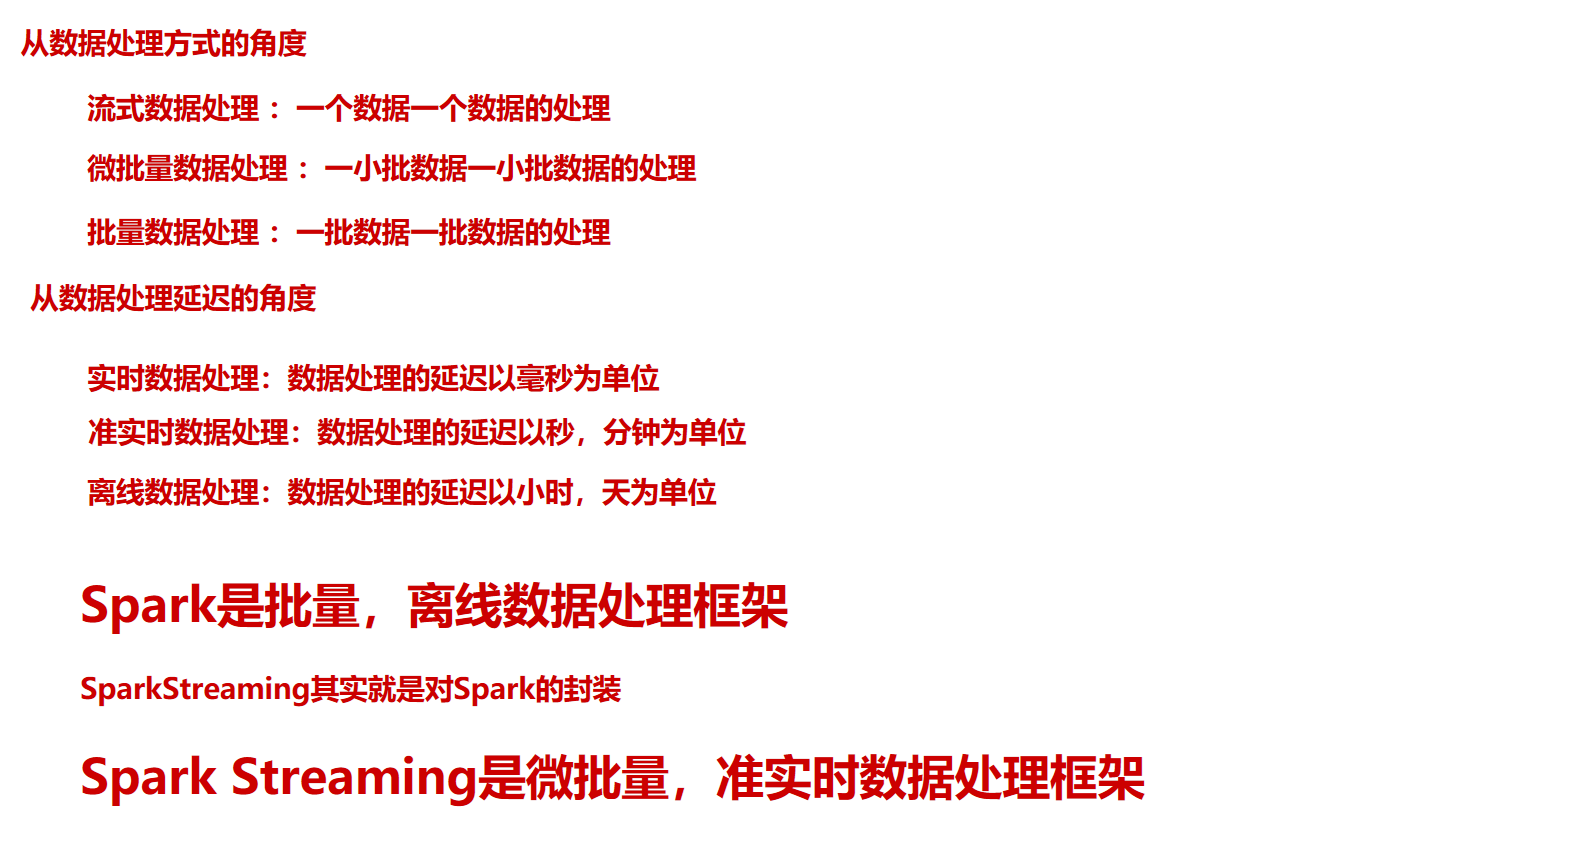 从数据处理方式的角度
流式数据处理 ： 一个数据一个数据的处理
微批量数据处理 ： 一小批数据一小批数据的处理
批量数据处理 ： 一批数据一批数据的处理
从数据处理延迟的角度
实时数据处理：数据处理的延迟以毫秒为单位
准实时数据处理：数据处理的延迟以秒，分钟为单位
离线数据处理：数据处理的延迟以小时，天为单位
Spark是批量，离线数据处理框架
SparkStreaming其实就是对Spark的封装
Spark Streaming是微批量，准实时数据处理框架